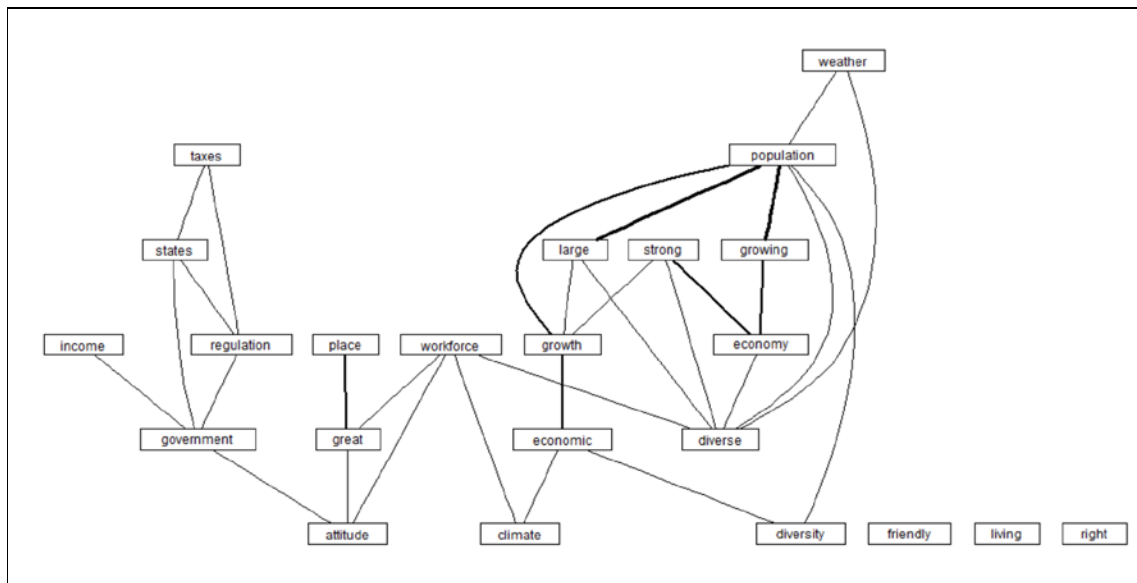 weather
taxes
population
states
large
strong
growing
income
regulation
place
workforce
growth
economy
government
great
economic
diverse
attitude
climate
diversity
friendly
living
right